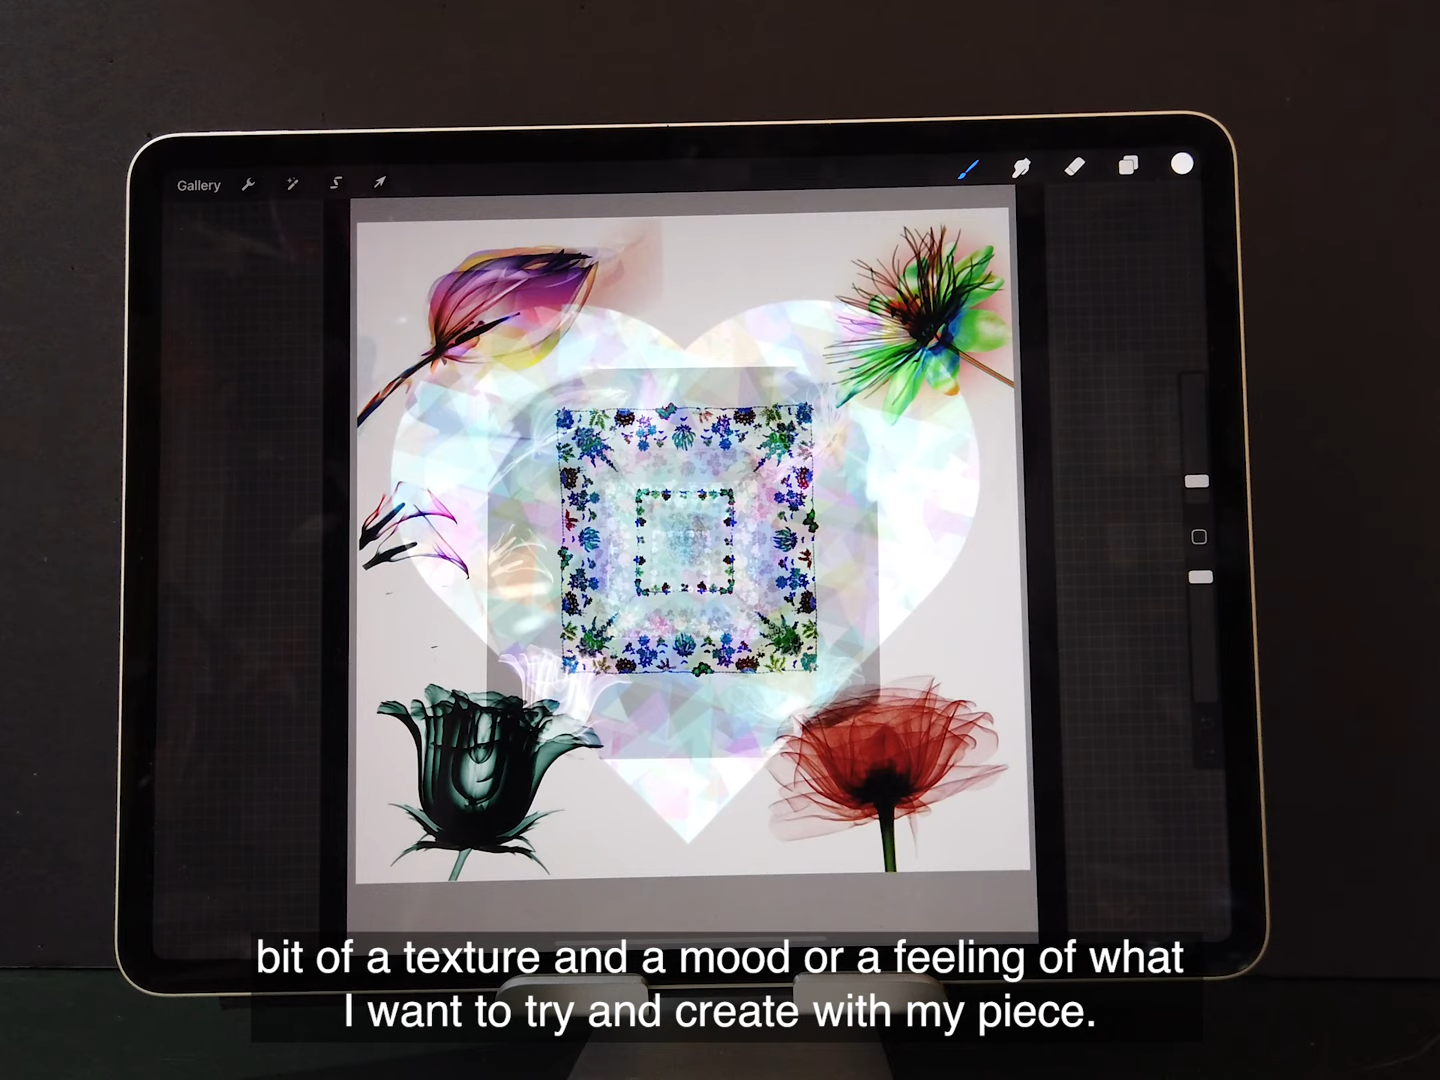 Gallery
bit of a texture and a mood or a feeling of what
I want to try and create with my piece.